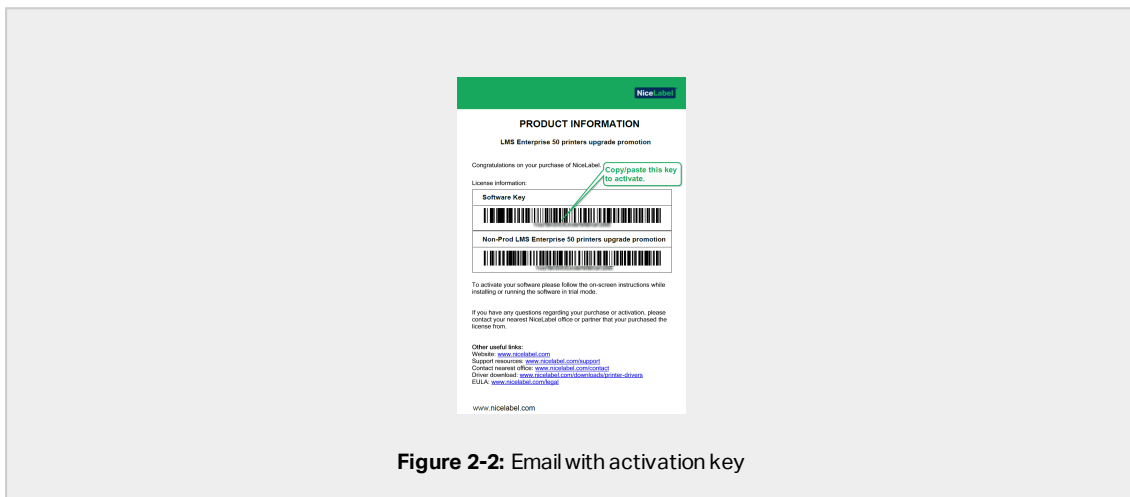 NiceLabel
PRODUCT INFORMATION
LMS Enterprise 50 printers upgrade promotion
Congratulations on your purchase of NiceLabel.
Copy/paste this key
to activate.
License information:
Software Key
Non-Prod LMS Enterprise 50 printers upgrade promotion
To activate your software please follow the on-screen instructions while
installing or running the software in trial mode.
If you have any questions regarding your purchase or activation, please
contact your nearest NiceLabel office or partner that your purchased the
license from.
Other useful links:
Website: www.nicelabel.com
Support resources: www.nicelabel.com/support
Contact nearest office: www.nicelabel.com/contact
Driver download: www.nicelabel.com/downloads/printer-drivers
EULA: www.nicelabel.com/legal
www.nicelabel.com
Figure 2-2: Email with activation key